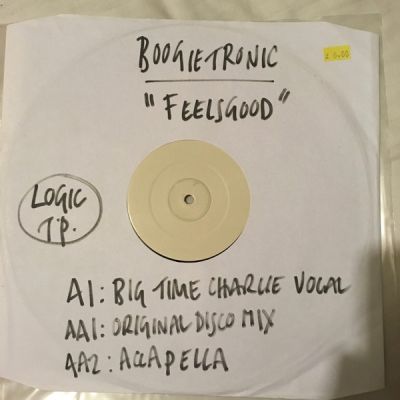 BOOGIETRONIC
"FEELSGOOD"
LOGIC
T.P.
A1: BIG TIME CHARLIE VOCAL
AA1: ORIGINAL DISCO MIX
AA2: ACCAPELLA